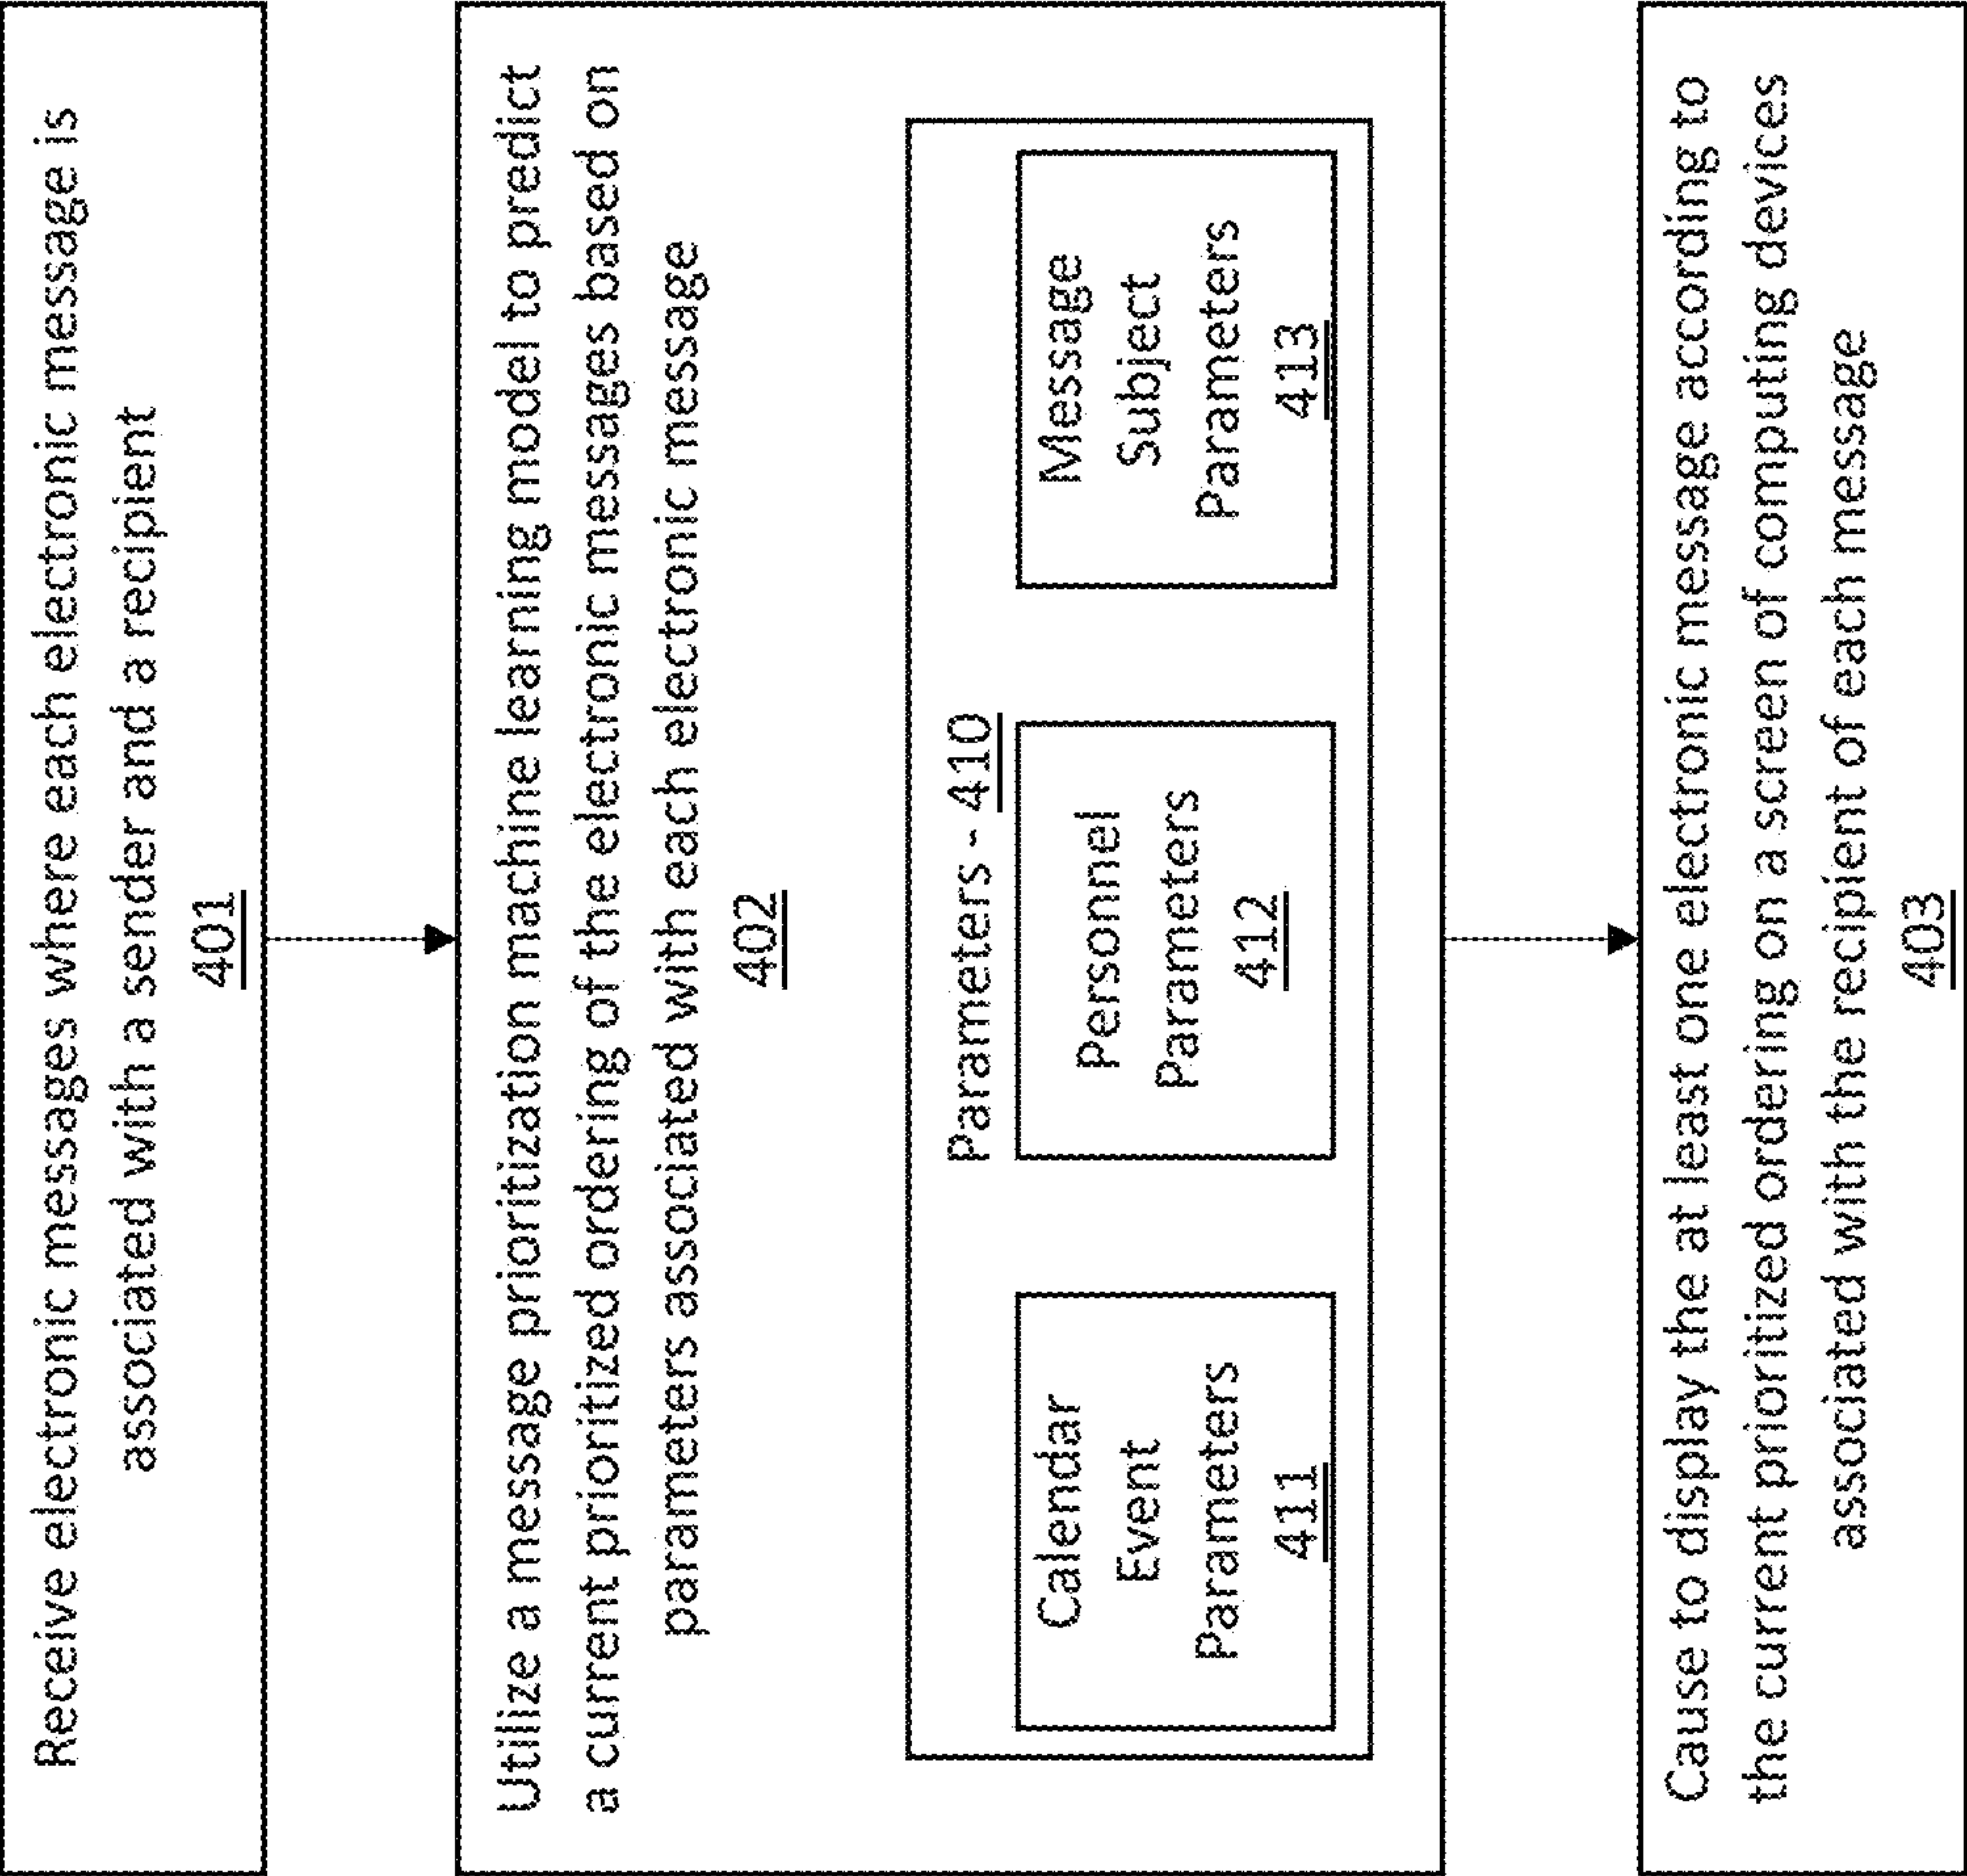 Receive electronic messages where each electronic message is
associated with a sender and a recipient
401
Utilize a message prioritization machine learning model to predict
a current prioritized ordering of the electronic messages based on
parameters associated with each electronic message
402
Parameters - 410
Calendar
Event
Parameters
411
Personnel
Parameters
412
Message
Subject
Parameters
413
Cause to display the at least one electronic message according to
the current prioritized ordering on a screen of computing devices
associated with the recipient of each message
403